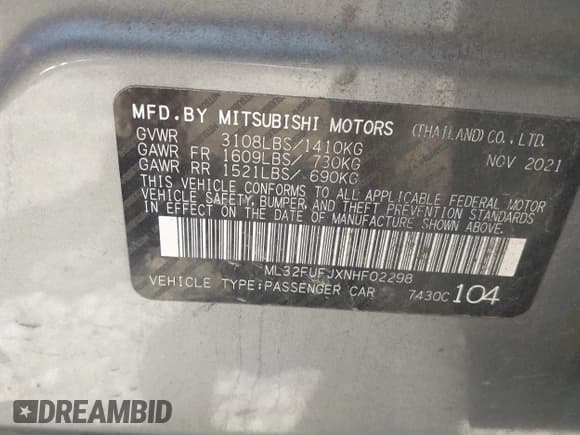 MFD.BY MITSUBISHI MOTORS (THAILAND) CO.,LTD.
GVWR 3108LBS/1410KG NOV 2021
GAWR FR 1609LBS/ 730KG
GAWR RR 1521LBS/ 690KG
THIS VEHICLE CONFORMS TO ALL APPLICABLE FEDERAL MOTOR
VEHICLE SAFETY, BUMPER, AND THEFT PREVENTION STANDARDS
IN EFFECT ON THE DATE OF MANUFACTURE SHOWN ABOVE.
ML32FUFJXNHF02298
VEHICLE TYPE:PASSENGER CAR 7430C 104
DREAMBID